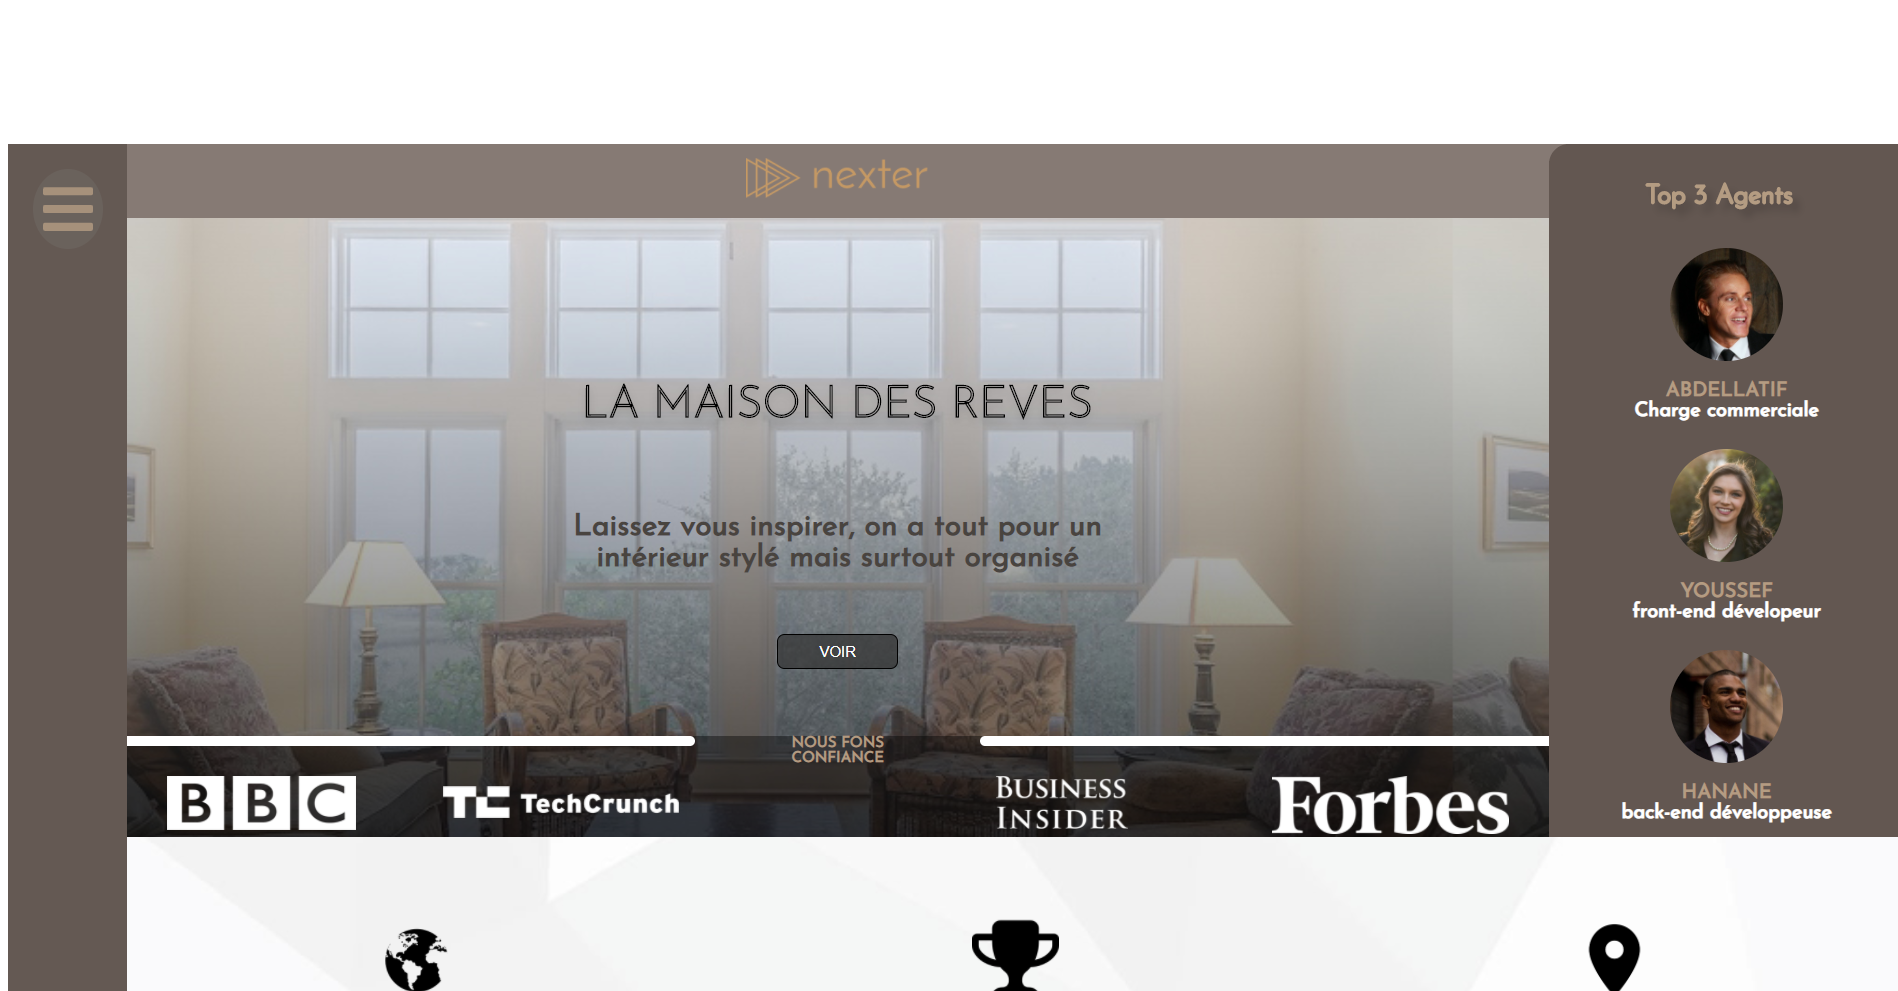 nexter
LA MAISON DES REVES
Laissez vous inspirer, on a tout pour un
intérieur stylé mais surtout organisé
VOIR
NOUS FONS
CONFIANCE
BBC
TC TechCrunch
BUSINESS
INSIDER
Forbes
Top 3 Agents
ABDELLATIF
Charge commerciale
YOUSSEF
front-end dévelopeur
HANANE
back-end développeuse